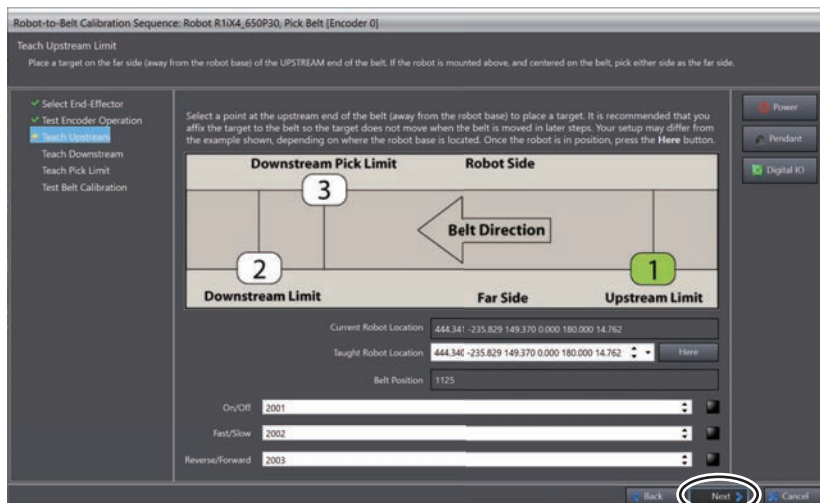 Robot-to-Belt Calibration Sequence: Robot R1iX4_650P30, Pick Belt [Encoder 0]
Teach Upstream Limit
Place a target on the far side (away from the robot base) of the UPSTREAM end of the belt. If the robot is mounted above, and centered on the belt, pick either side as the far side.
Select End-Effector
Test Encoder Operation
Teach Upstream
Teach Downstream
Teach Pick Limit
Test Belt Calibration
Select a point at the upstream end of the belt (away from the robot base) to place a target. It is recommended that you
affix the target to the belt so the target does not move when the belt is moved in later steps. Your setup may differ from
the example shown, depending on where the robot base is located. Once the robot is in position, press the Here button.
Downstream Pick Limit
Robot Side
3
Belt Direction
2
1
Downstream Limit
Far Side
Upstream Limit
Current Robot Location 444.341 -235.829 149.370 0.000 180.000 14.762
Taught Robot Location 444.340 -235.829 149.370 0.000 180.000 14.762 Here
Belt Position 1125
On/Off 2001
Fast/Slow 2002
Reverse/Forward 2003
Power
Pendant
Digital IO
Back Next Cancel